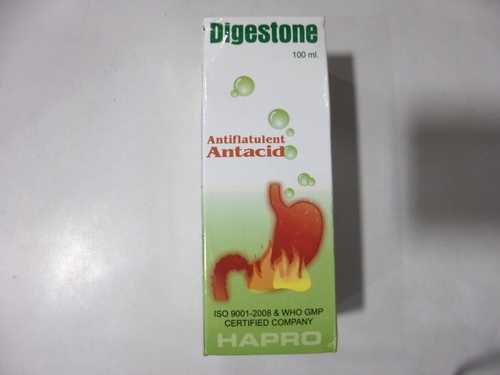 Digestone
100 ml.
Antiflatulent
Antacid
ISO 9001-2008 & WHO GMP
CERTIFIED COMPANY
HAPRO